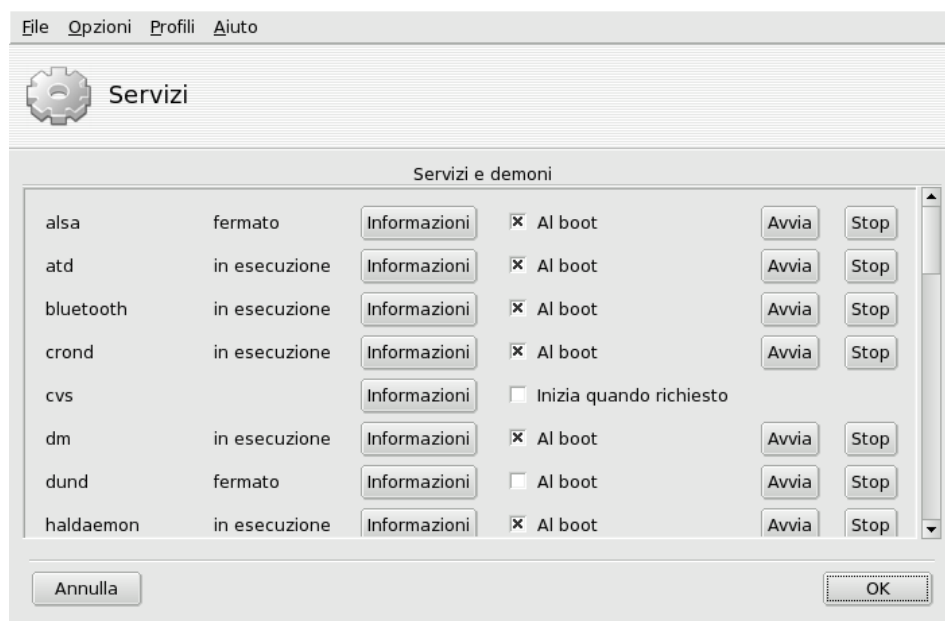 File Opzioni Profili Aiuto
Servizi
Servizi e demoni
alsa fermato Informazioni Al boot Avvia Stop
atd in esecuzione Informazioni Al boot Avvia Stop
bluetooth in esecuzione Informazioni Al boot Avvia Stop
crond in esecuzione Informazioni Al boot Avvia Stop
cvs Informazioni Inizia quando richiesto
dm in esecuzione Informazioni Al boot Avvia Stop
dund fermato Informazioni Al boot Avvia Stop
haldaemon in esecuzione Informazioni Al boot Avvia Stop
Annulla OK